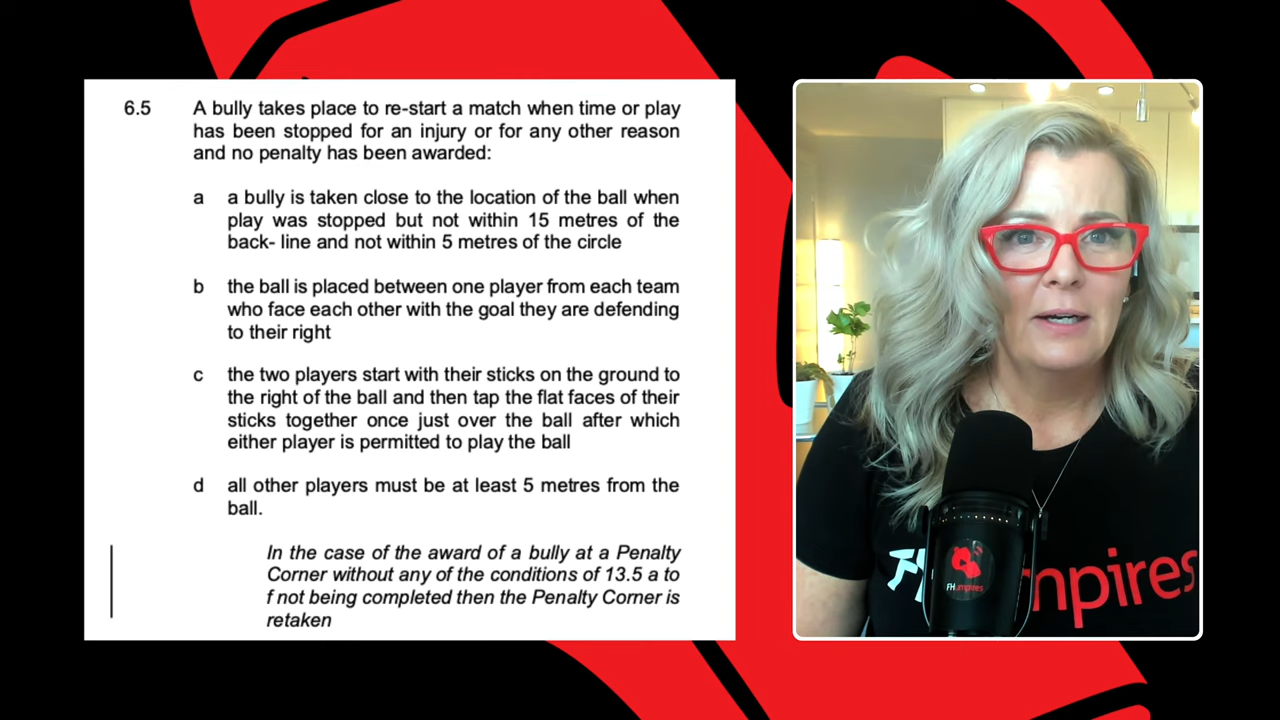 6.5 A bully takes place to re-start a match when time or play
has been stopped for an injury or for any other reason
and no penalty has been awarded:
a a bully is taken close to the location of the ball when
play was stopped but not within 15 metres of the
back- line and not within 5 metres of the circle
b the ball is placed between one player from each team
who face each other with the goal they are defending
to their right
c the two players start with their sticks on the ground to
the right of the ball and then tap the flat faces of their
sticks together once just over the ball after which
either player is permitted to play the ball
d all other players must be at least 5 metres from the
ball.
In the case of the award of a bully at a Penalty
Corner without any of the conditions of 13.5 a to
f not being completed then the Penalty Corner is
retaken
mpires
FHumpires